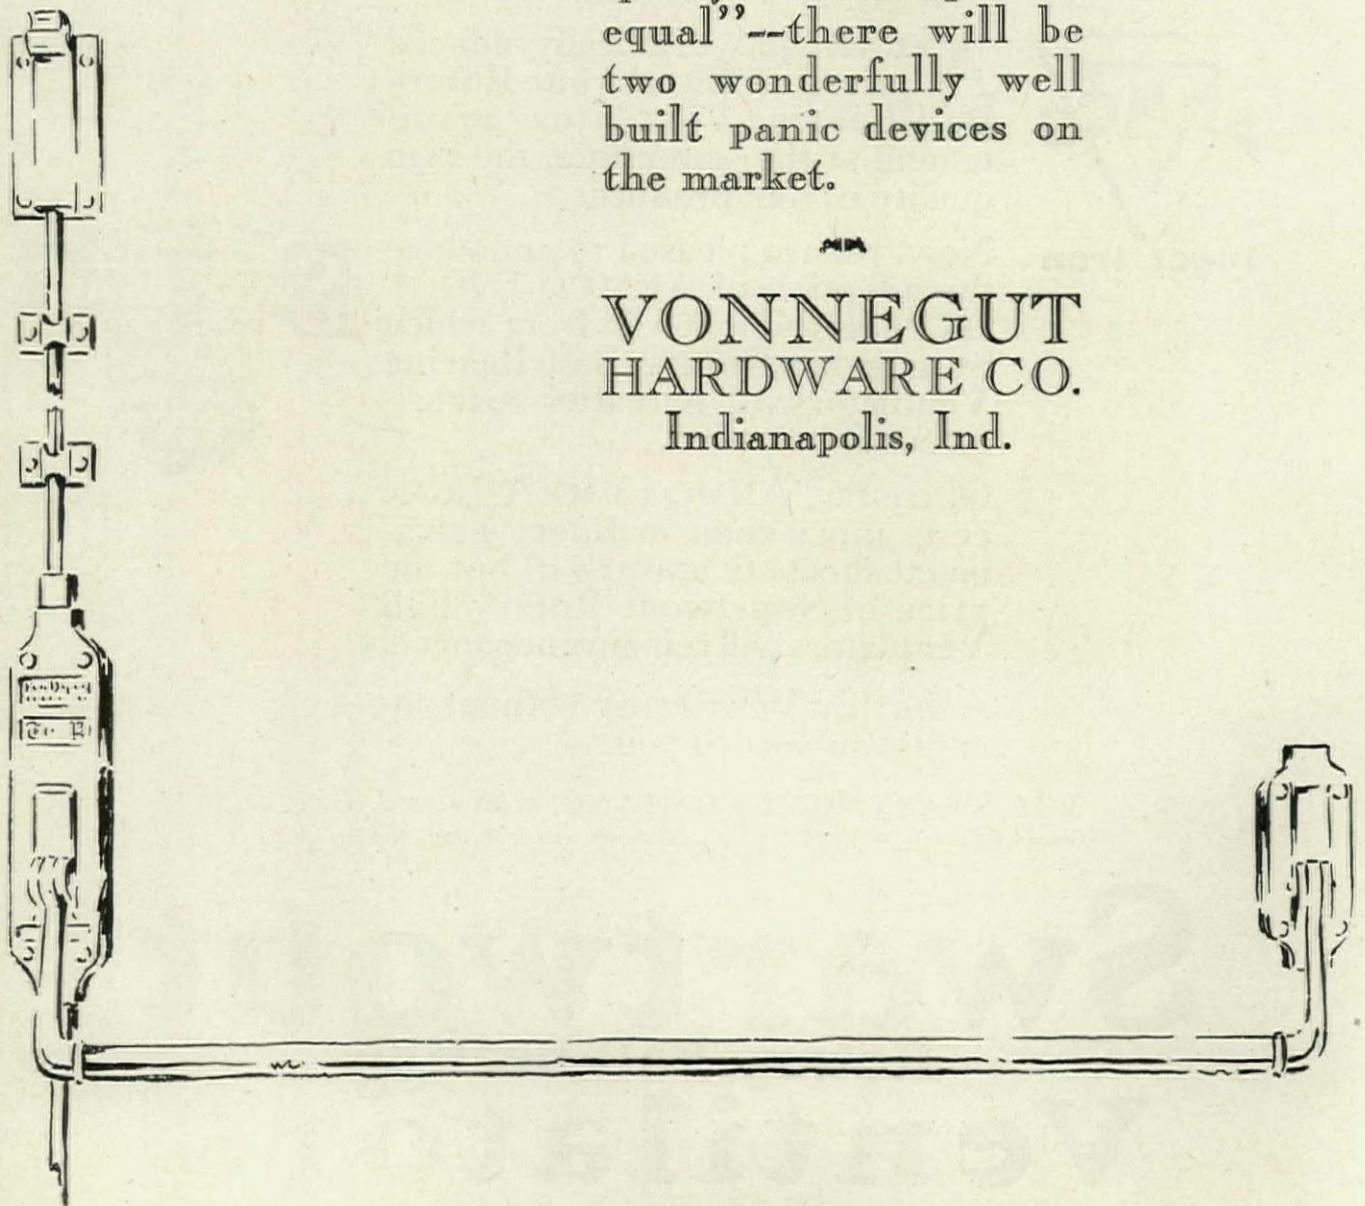 equal”--there will be
two wonderfully well
built panic devices on
the market.
VONNEGUT
HARDWARE CO.
Indianapolis, Ind.